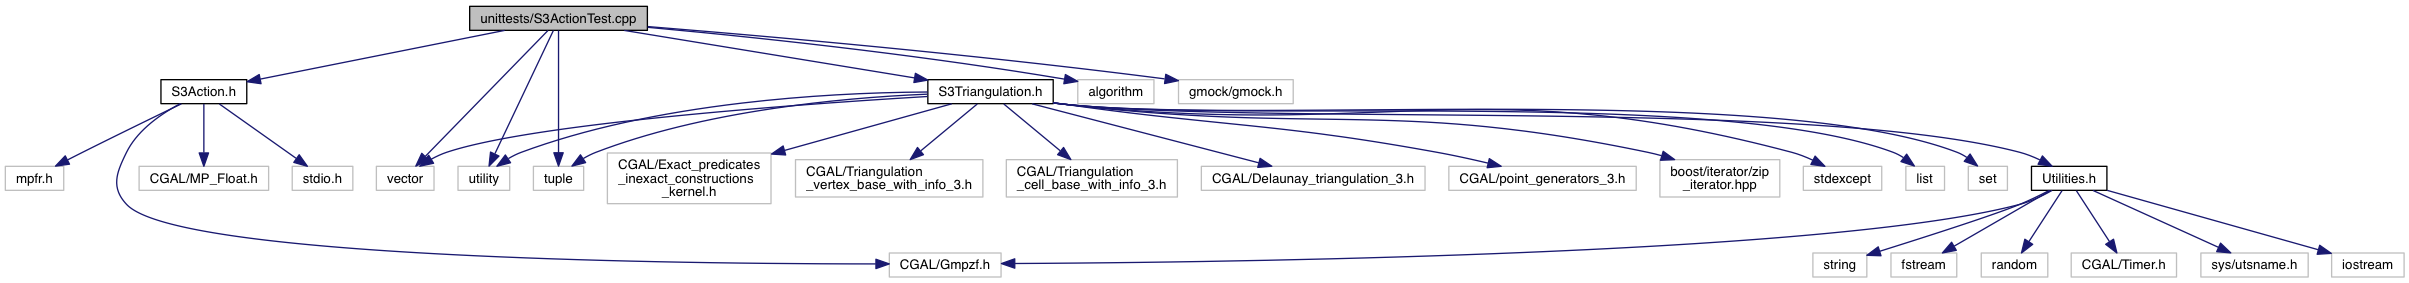 unittests/S3ActionTest.cpp
S3Action.h
S3Triangulation.h
algorithm
gmock/gmock.h
mpfr.h
CGAL/MP_Float.h
stdio.h
vector
utility
tuple
CGAL/Exact_predicates
_inexact_constructions
_kernel.h
CGAL/Triangulation
_vertex_base_with_info_3.h
CGAL/Triangulation
_cell_base_with_info_3.h
CGAL/Delaunay_triangulation_3.h
CGAL/point_generators_3.h
boost/iterator/zip
_iterator.hpp
stdexcept
list
set
Utilities.h
CGAL/Gmpzf.h
string
fstream
random
CGAL/Timer.h
sys/utsname.h
iostream